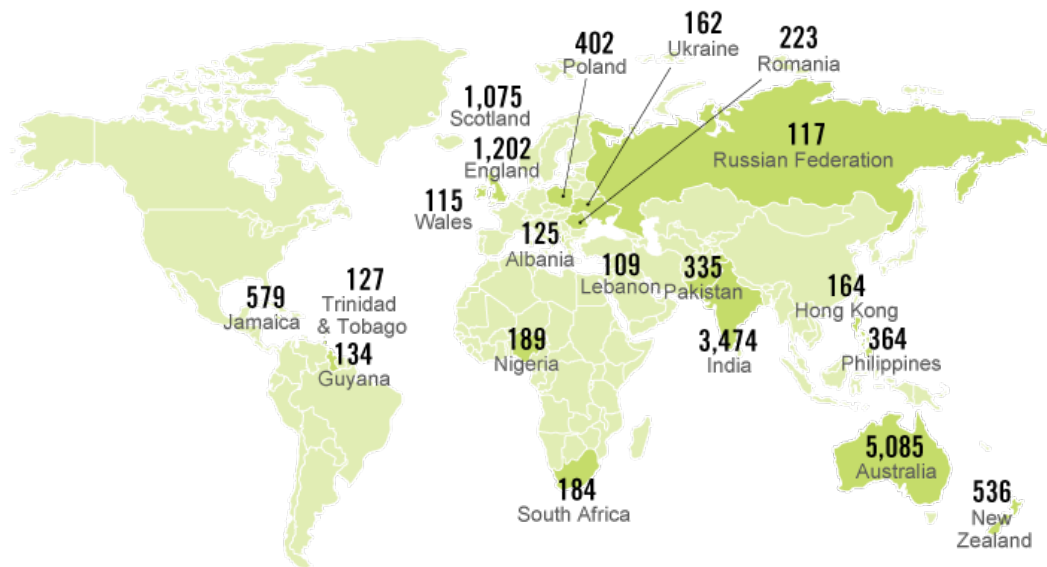 162
Ukraine
402
Poland
223
Romania
1,075
Scotland
1,202
England
117
Russian Federation
115
Wales
125
Albania
109
Lebanon
335
Pakistan
164
Hong Kong
127
Trinidad
& Tobago
579
Jamaica
134
Guyana
189
Nigeria
3,474
India
364
Philippines
5,085
Australia
184
South Africa
536
New
Zealand